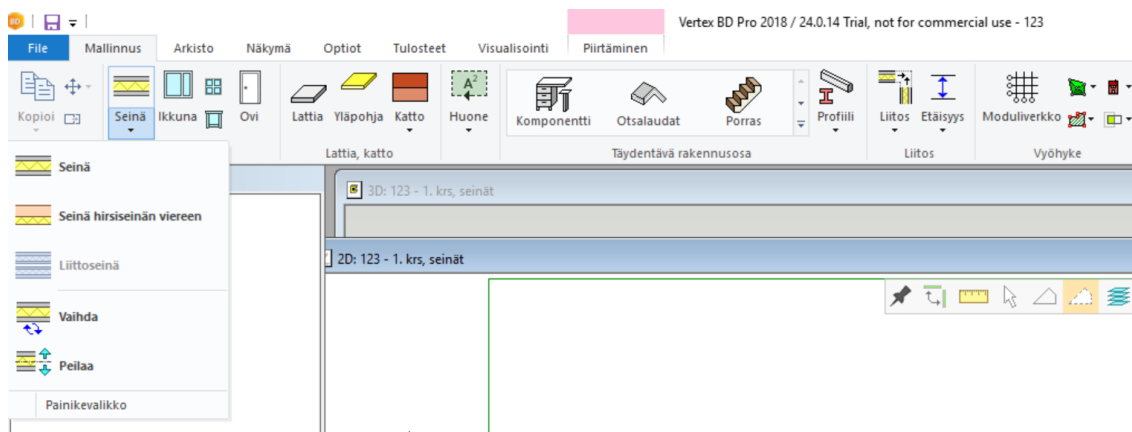 BD
Vertex BD Pro 2018 / 24.0.14 Trial, not for commercial use - 123
File Mallinnus Arkisto Näkymä Optiot Tulosteet Visualisointi Piirtäminen
A2
Kopioi Seinä Ikkuna Ovi Lattia Yläpohja Katto Huone Komponentti Otsalaudat Porras Profiili Liitos Etäisyys Moduliverkko
Lattia, katto Täydentävä rakennusosa Liitos Vyöhyke
Seinä
Seinä hirsiseinän viereen
Liittoseinä
Vaihda
Peilaa
Painikevalikko
3D: 123 - 1. krs, seinät
2D: 123 - 1. krs, seinät